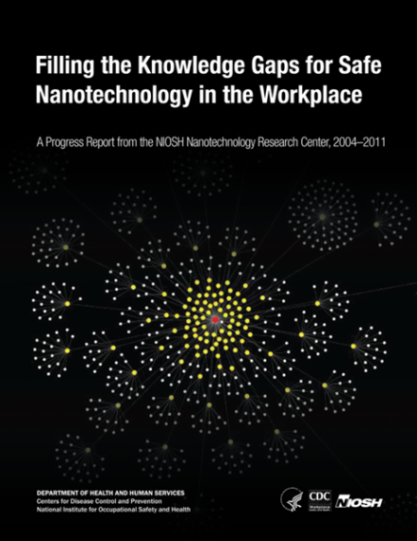 Filling the Knowledge Gaps for Safe
Nanotechnology in the Workplace
A Progress Report from the NIOSH Nanotechnology Research Center, 2004–2011
DEPARTMENT OF HEALTH AND HUMAN SERVICES
Centers for Disease Control and Prevention
National Institute for Occupational Safety and Health
CDC
NIOSH